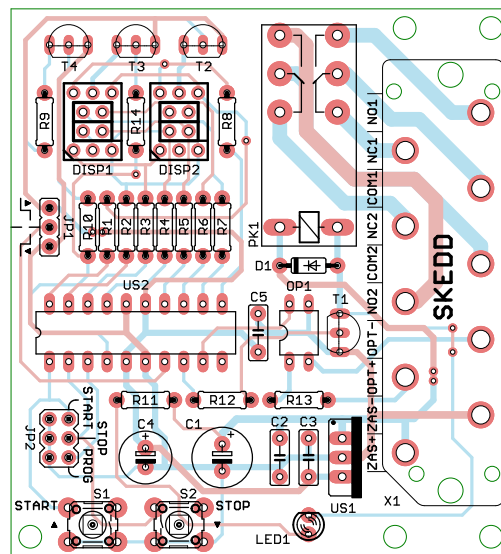 T4
T3
T2
R9
R14
R8
DISP1
DISP2
NO1
NC1
COM1
NC2
COM2
NO2
OPT-
OPT+
ZAS-
ZAS+
SKEDD
JP1
R10
R1
R2
R3
R4
R5
R6
R7
PK1
D1
US2
C5
OP1
T1
R11
R12
R13
JP2
START
STOP
PROG
C4
+
C1
+
C2
C3
US1
X1
START
S1
S2
STOP
LED1